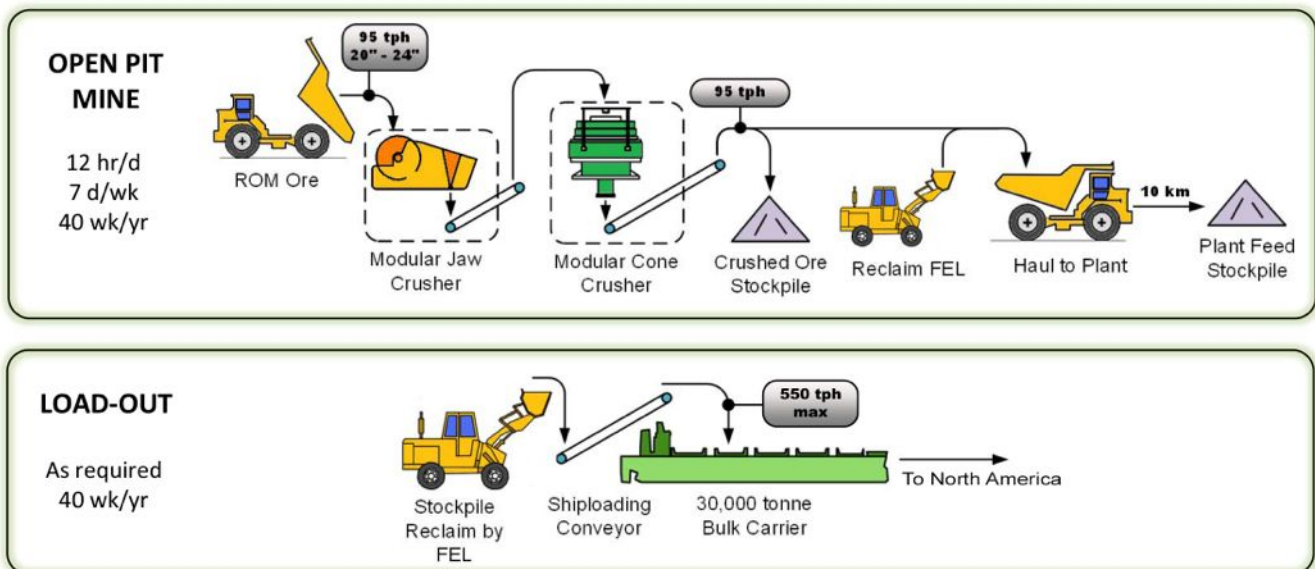 OPEN PIT
MINE
12 hr/d
7 d/wk
40 wk/yr
95 tph
20" - 24"
ROM Ore
Modular Jaw
Crusher
Modular Cone
Crusher
95 tph
Crushed Ore
Stockpile
Reclaim FEL
Haul to Plant
10 km
Plant Feed
Stockpile
LOAD-OUT
As required
40 wk/yr
Stockpile
Reclaim by
FEL
Shiploading
Conveyor
550 tph
max
30,000 tonne
Bulk Carrier
To North America